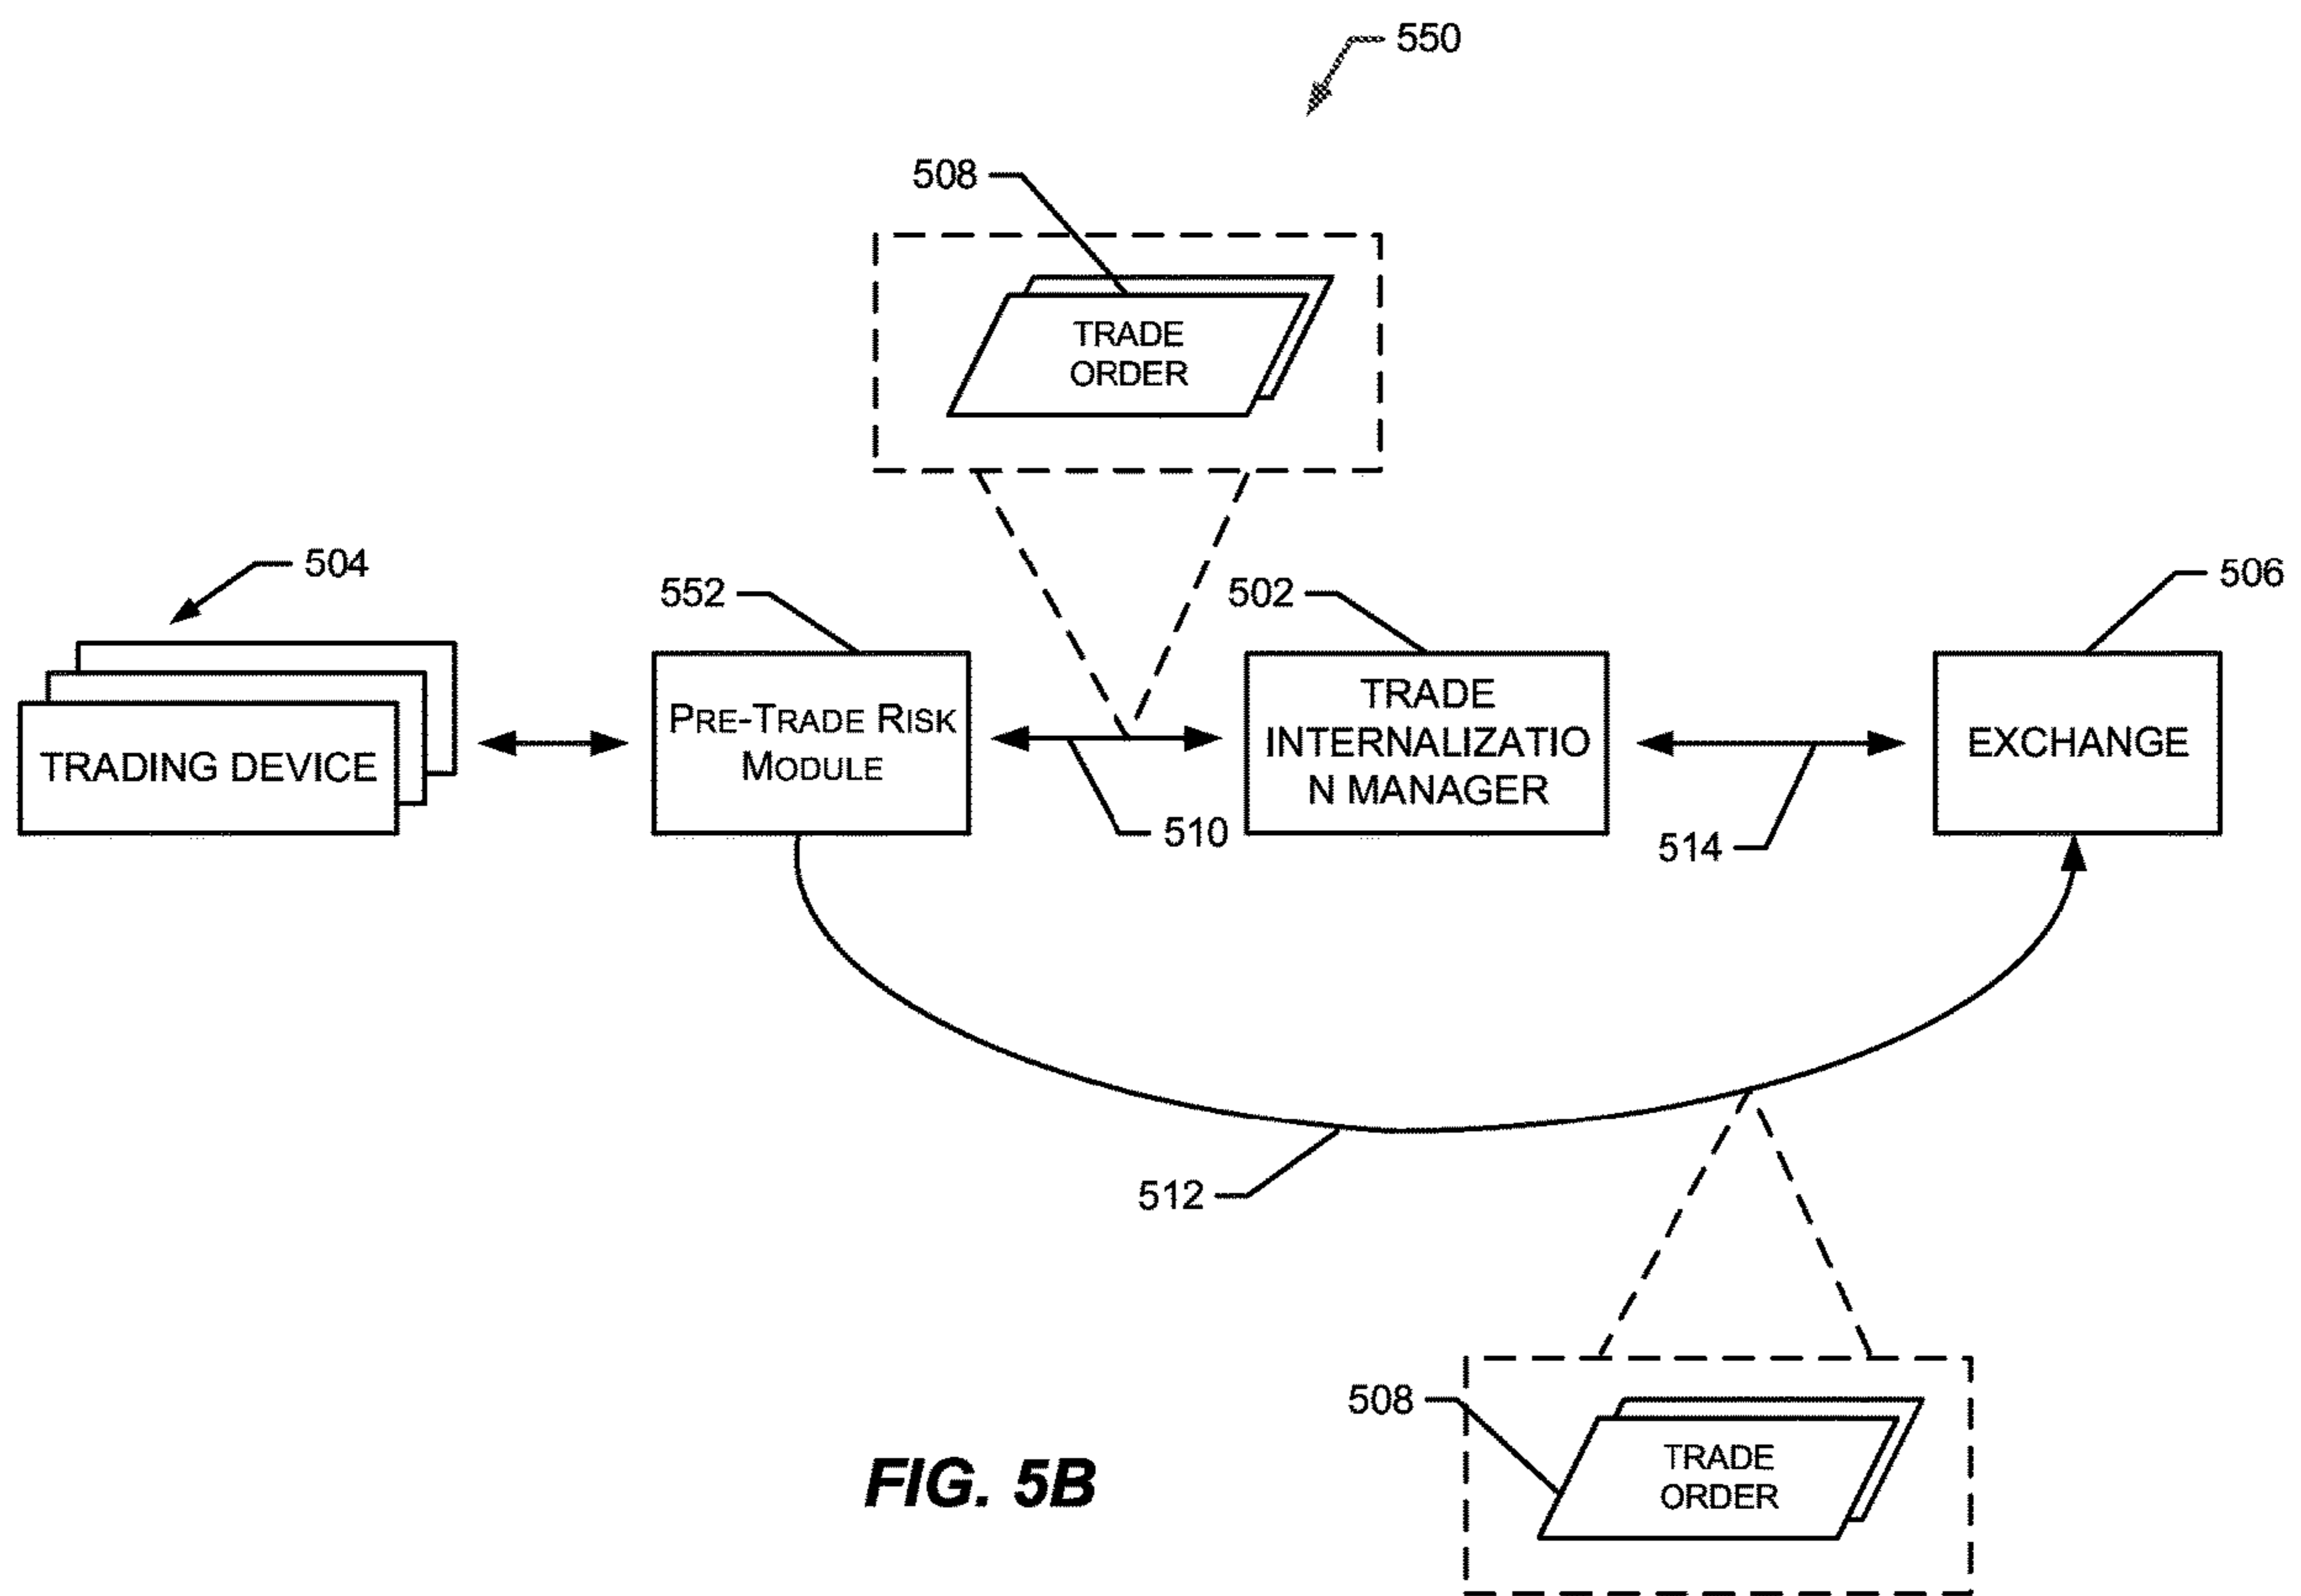 550
508
TRADE
ORDER
504
552
502
506
TRADING DEVICE
PRE-TRADE RISK
MODULE
TRADE
INTERNALIZATIO
N MANAGER
EXCHANGE
510
514
512
508
TRADE
ORDER
FIG. 5B